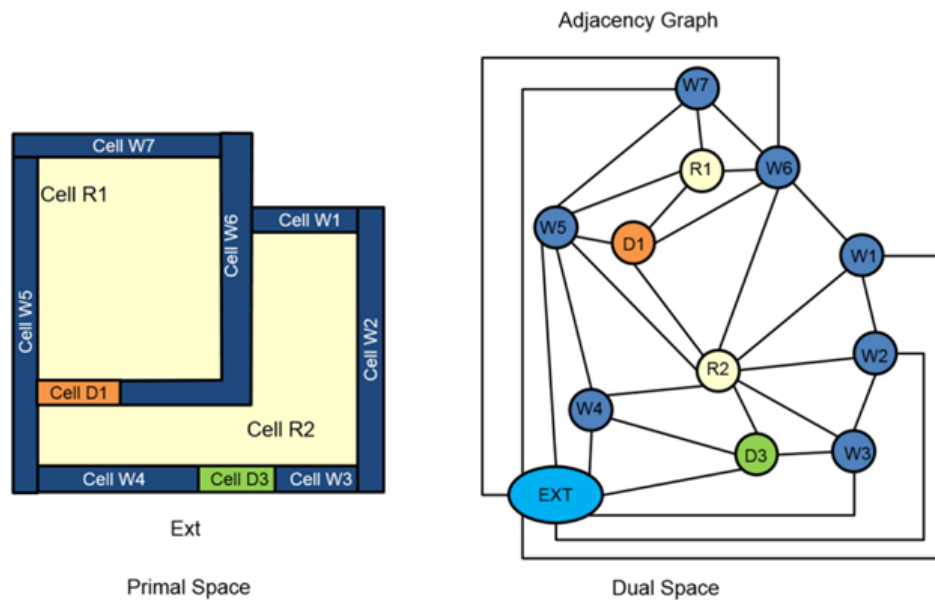 Adjacency Graph
Cell W7
Cell R1
Cell W6
Cell W1
Cell W5
Cell W2
Cell D1
Cell R2
Cell W4
Cell D3
Cell W3
Ext
Primal Space
W7
R1
W6
W5
D1
W1
R2
W2
W4
D3
W3
EXT
Dual Space